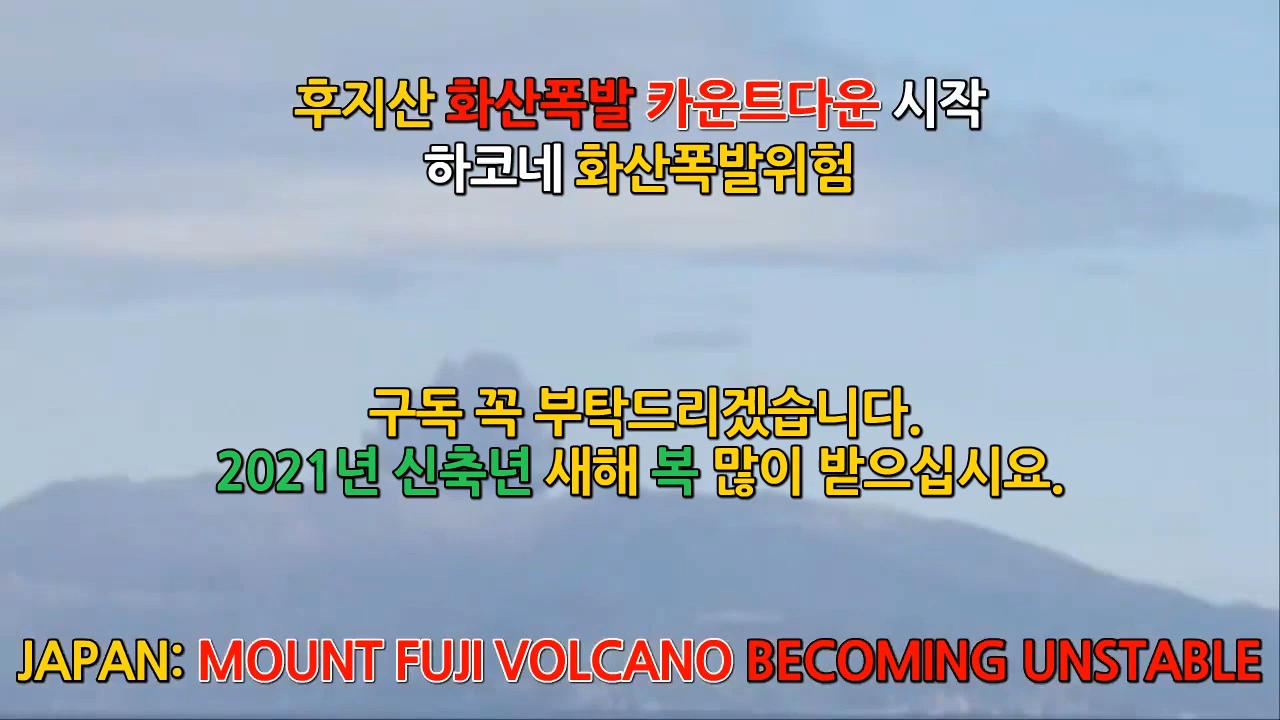 후지산 화산폭발 카운트다운 시작
하코네 화산폭발위험
구독 꼭 부탁드리겠습니다.
2021년 신축년 새해 복 많이 받으십시요.
JAPAN: MOUNT FUJI VOLCANO BECOMING UNSTABLE